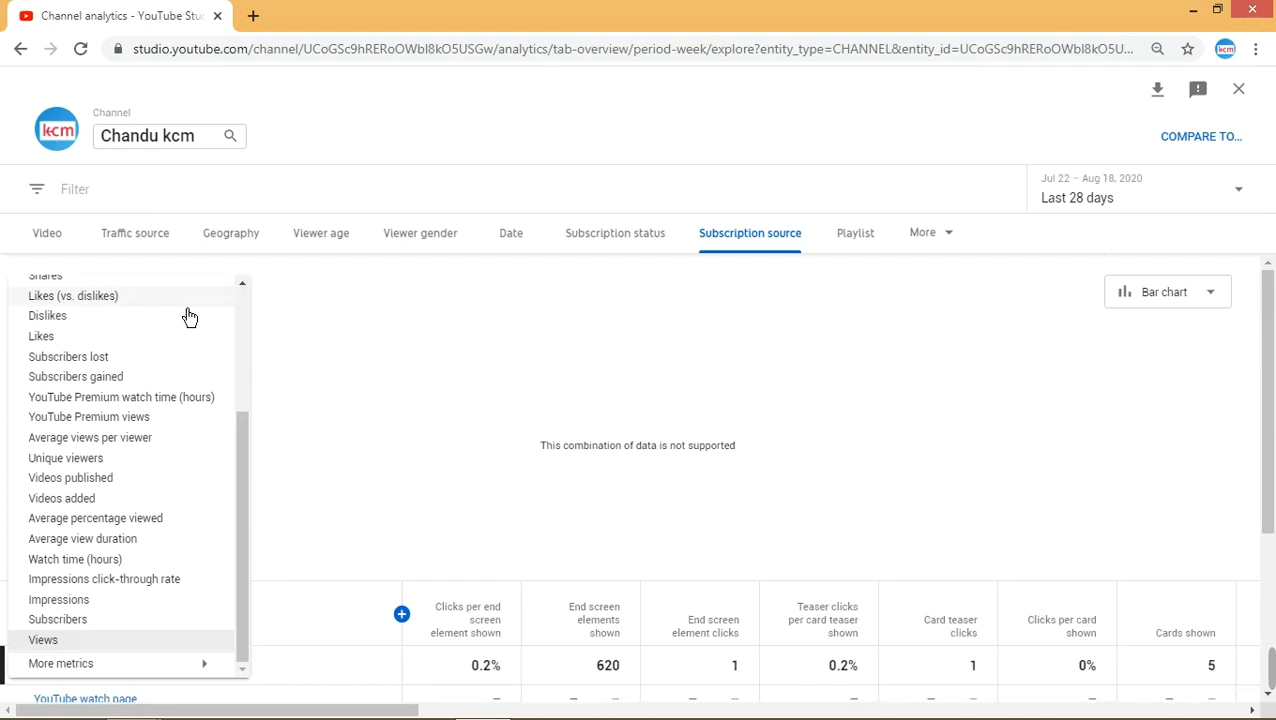 Channel analytics - YouTube Stu
studio.youtube.com/channel/UCoGSc9hRERoOWbl8kO5USGw/analytics/tab-overview/period-week/explore?entity_type=CHANNEL&entity_id=UCoGSc9hRERoOWbl8kO5U...
kcm
Channel
kcm
Chandu kcm
COMPARE TO...
Filter
Jul 22 – Aug 18, 2020
Last 28 days
Video
Traffic source
Geography
Viewer age
Viewer gender
Date
Subscription status
Subscription source
Playlist
More
Shares
Likes (vs. dislikes)
Dislikes
Likes
Subscribers lost
Subscribers gained
YouTube Premium watch time (hours)
YouTube Premium views
Average views per viewer
Unique viewers
Videos published
Videos added
Average percentage viewed
Average view duration
Watch time (hours)
Impressions click-through rate
Impressions
Subscribers
Views
More metrics
Bar chart
This combination of data is not supported
Clicks per end
screen
element shown
End screen
elements
shown
End screen
element clicks
Teaser clicks
per card teaser
shown
Card teaser
clicks
Clicks per card
shown
Cards shown
0.2%
620
1
0.2%
1
0%
5
YouTube watch page